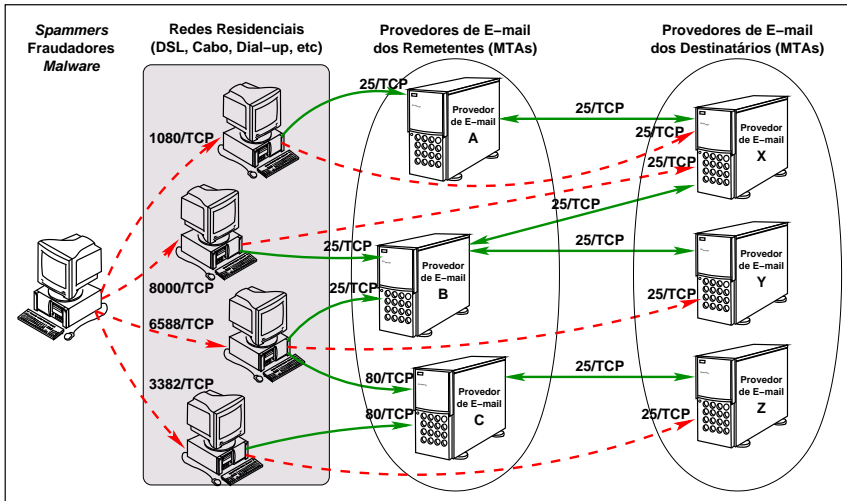 Spammers
Fraudadores
Malware
Redes Residenciais
(DSL, Cabo, Dial−up, etc)
Provedores de E−mail
dos Remetentes (MTAs)
Provedores de E−mail
dos Destinatários (MTAs)
1080/TCP
8000/TCP
6588/TCP
3382/TCP
25/TCP
25/TCP
25/TCP
80/TCP
80/TCP
Provedor
de E−mail
A
Provedor
de E−mail
B
Provedor
de E−mail
C
25/TCP
25/TCP
25/TCP
25/TCP
25/TCP
25/TCP
25/TCP
25/TCP
Provedor
de E−mail
X
Provedor
de E−mail
Y
Provedor
de E−mail
Z